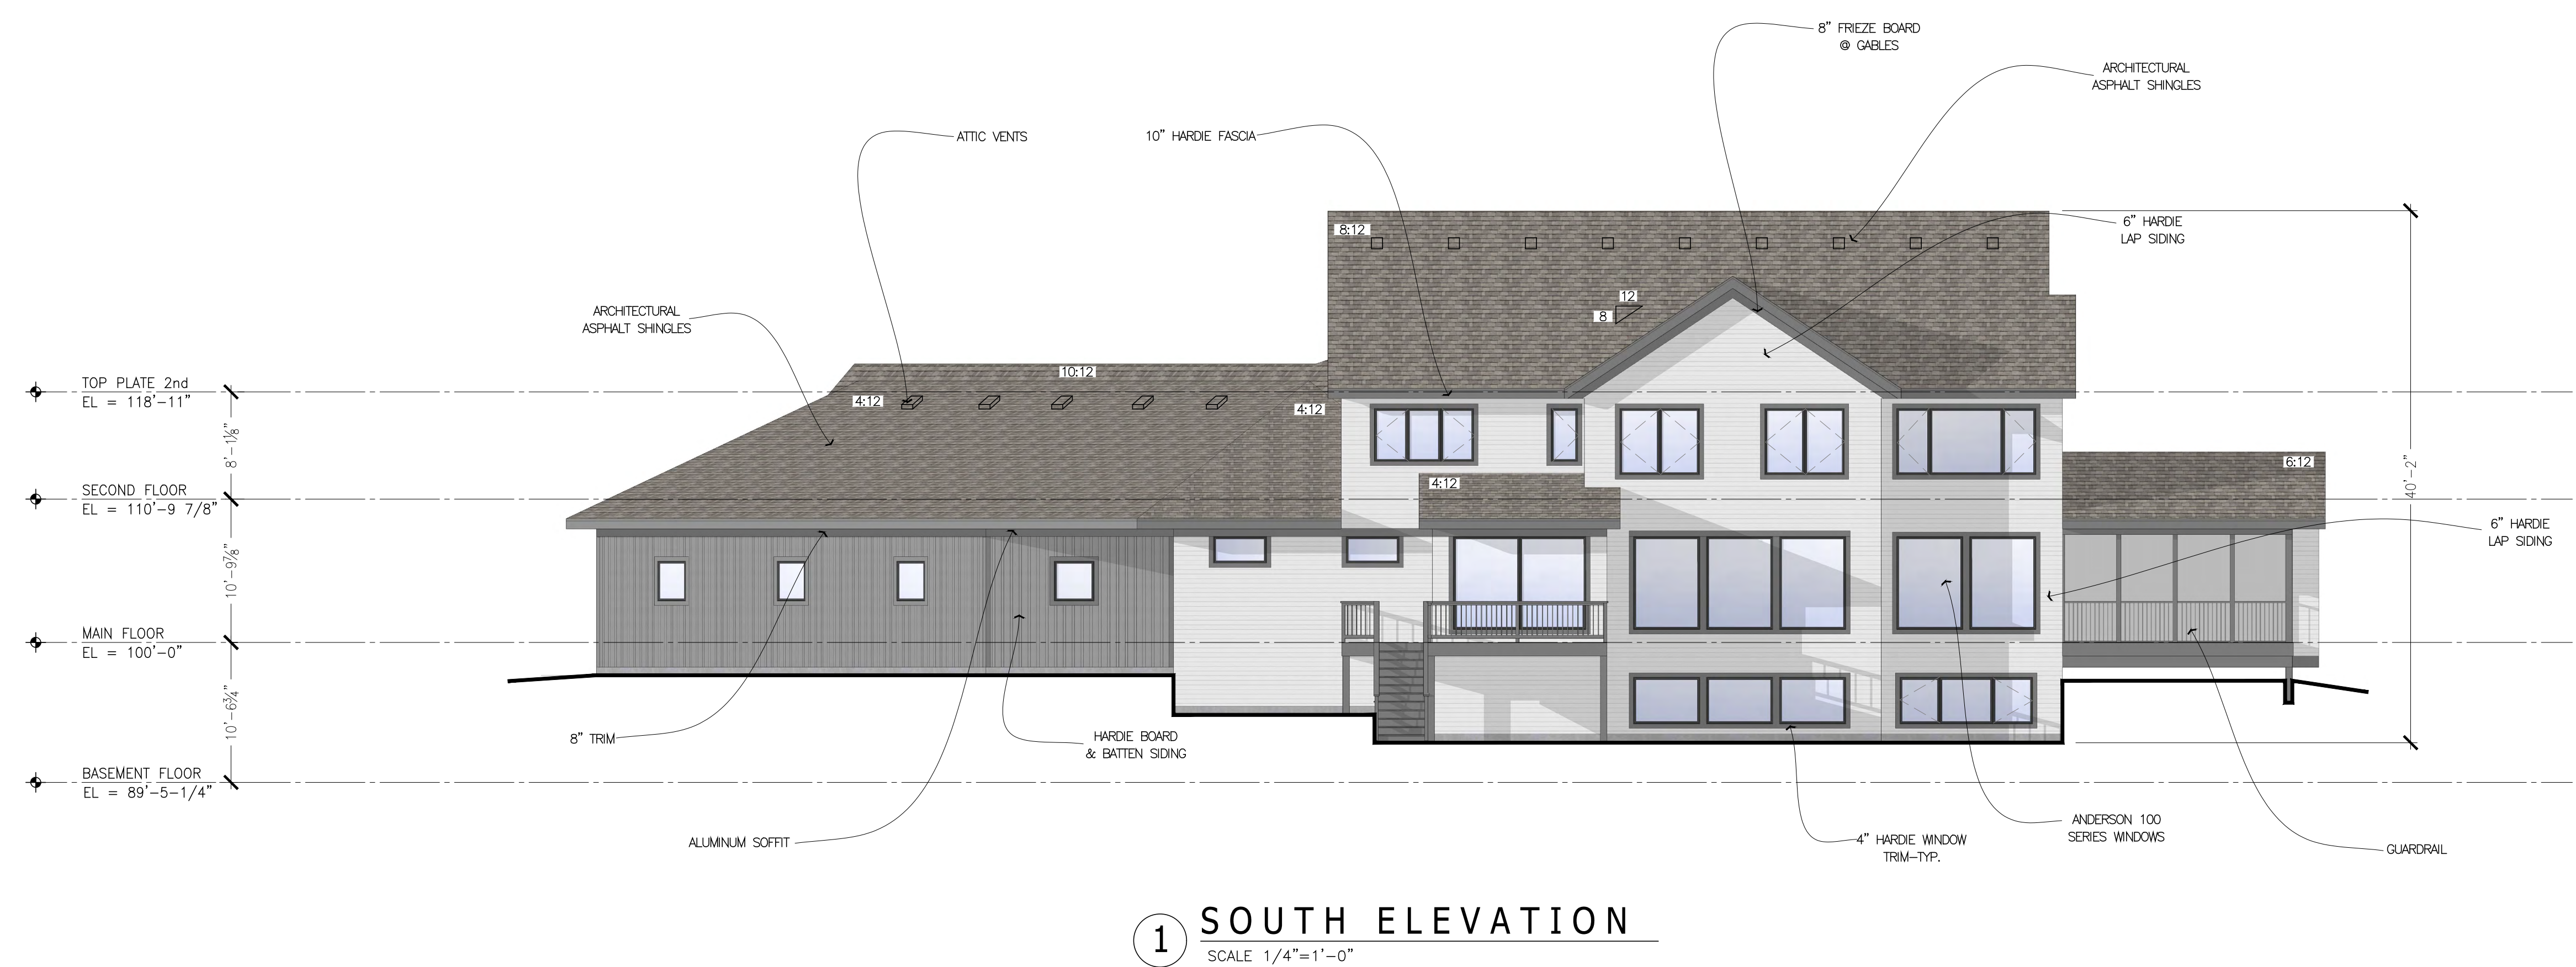 8" FRIEZE BOARD
@ GABLES
ARCHITECTURAL
ASPHALT SHINGLES
ATTIC VENTS
10" HARDIE FASCIA
6" HARDIE
LAP SIDING
8:12
12
8
ARCHITECTURAL
ASPHALT SHINGLES
10:12
4:12
4:12
4:12
6:12
TOP PLATE 2nd
EL = 118'-11"
8'-1⅛"
SECOND FLOOR
EL = 110'-9 7/8"
10'-9⅞"
MAIN FLOOR
EL = 100'-0"
10'-6¾"
BASEMENT FLOOR
EL = 89'-5-1/4"
40'-2"
6" HARDIE
LAP SIDING
8" TRIM
HARDIE BOARD
& BATTEN SIDING
ALUMINUM SOFFIT
4" HARDIE WINDOW
TRIM-TYP.
ANDERSON 100
SERIES WINDOWS
GUARDRAIL
1
SOUTH ELEVATION
SCALE 1/4"=1'-0"